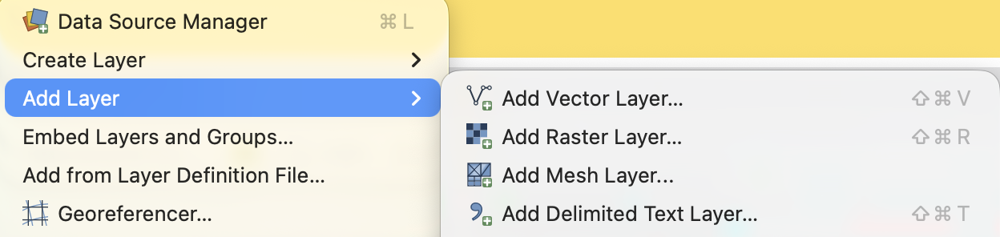 Data Source Manager ⌘ L
Create Layer
Add Layer
Embed Layers and Groups...
Add from Layer Definition File...
Georeferencer...
Add Vector Layer... ⇧ ⌘ V
Add Raster Layer... ⇧ ⌘ R
Add Mesh Layer...
Add Delimited Text Layer... ⇧ ⌘ T